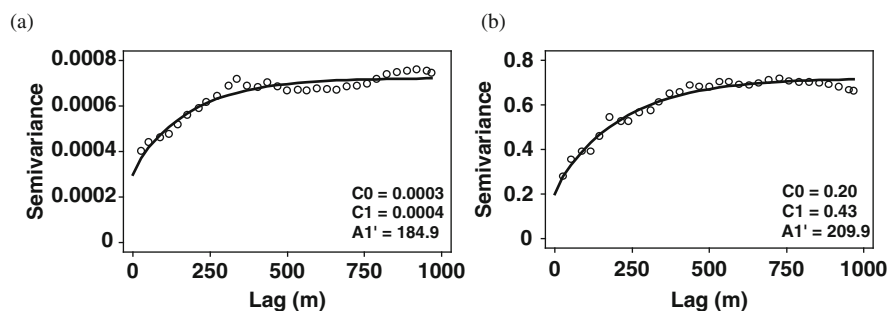 (a)
0.0008
0.0006
0.0004
0.0002
0
Semivariance
C0 = 0.0003
C1 = 0.0004
A1' = 184.9
0 250 500 750 1000
Lag (m)
(b)
0.8
0.6
0.4
0.2
0
Semivariance
C0 = 0.20
C1 = 0.43
A1' = 209.9
0 250 500 750 1000
Lag (m)